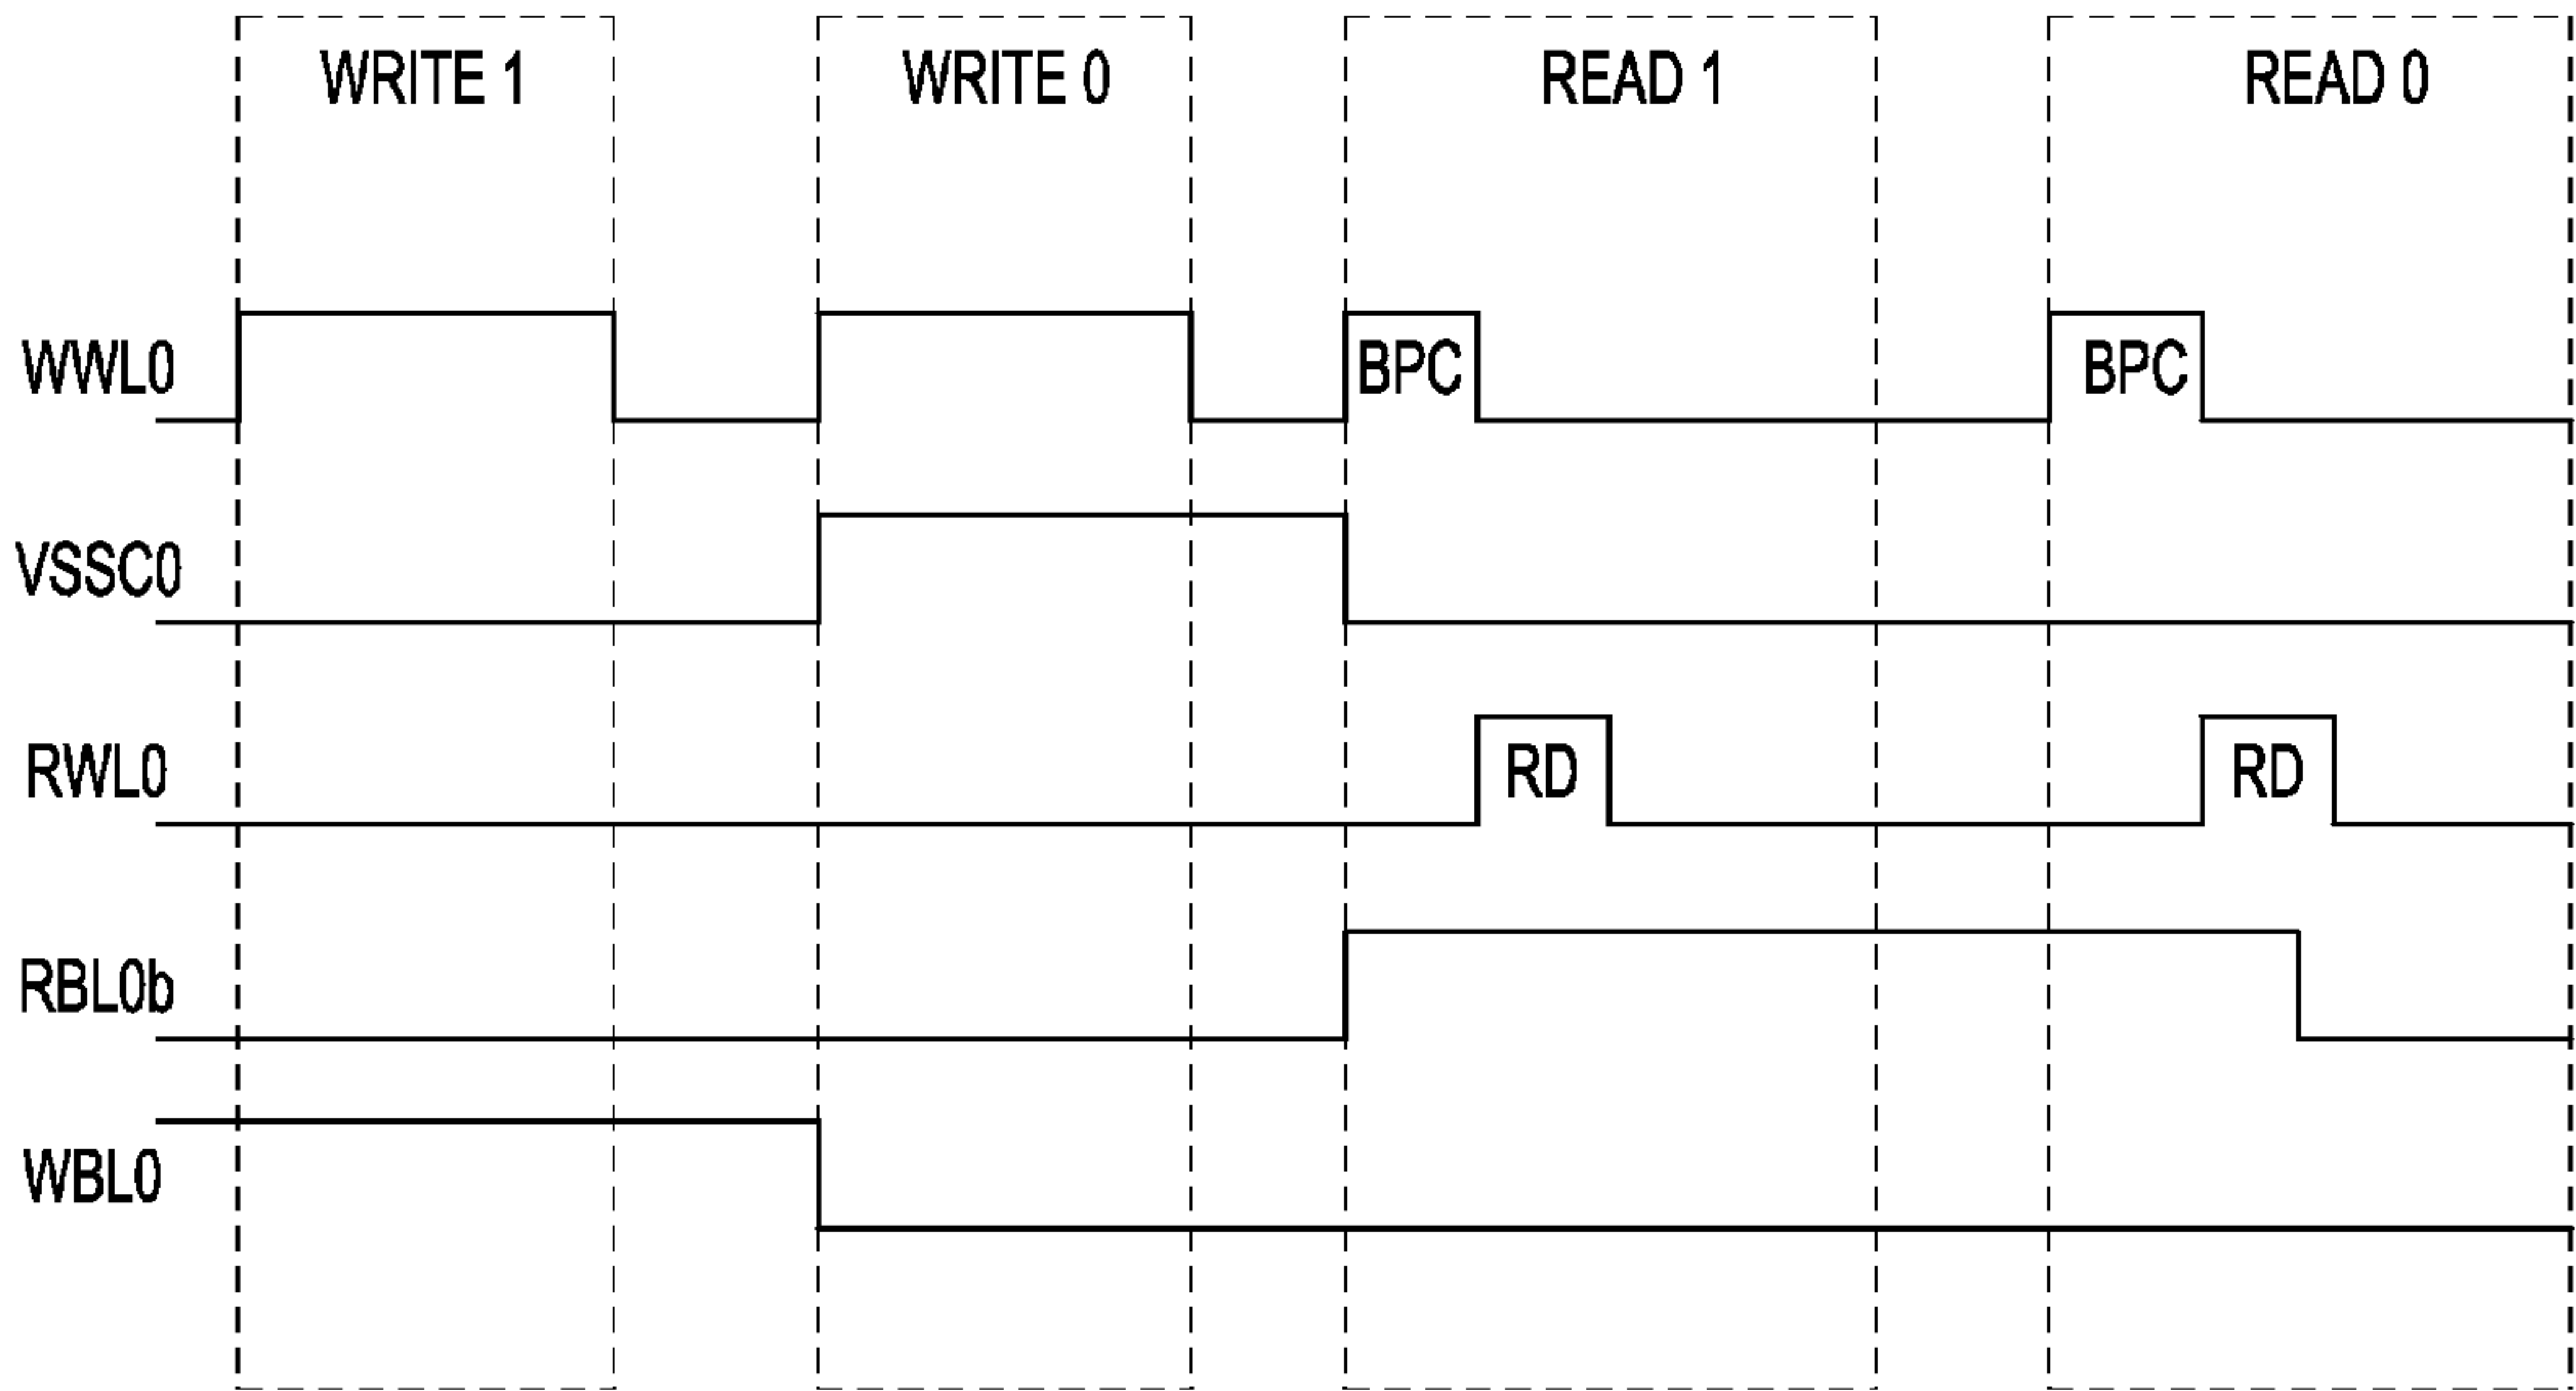 WRITE 1 WRITE 0 READ 1 READ 0
WWL0 BPC BPC
VSSC0
RWL0 RD RD
RBL0b
WBL0